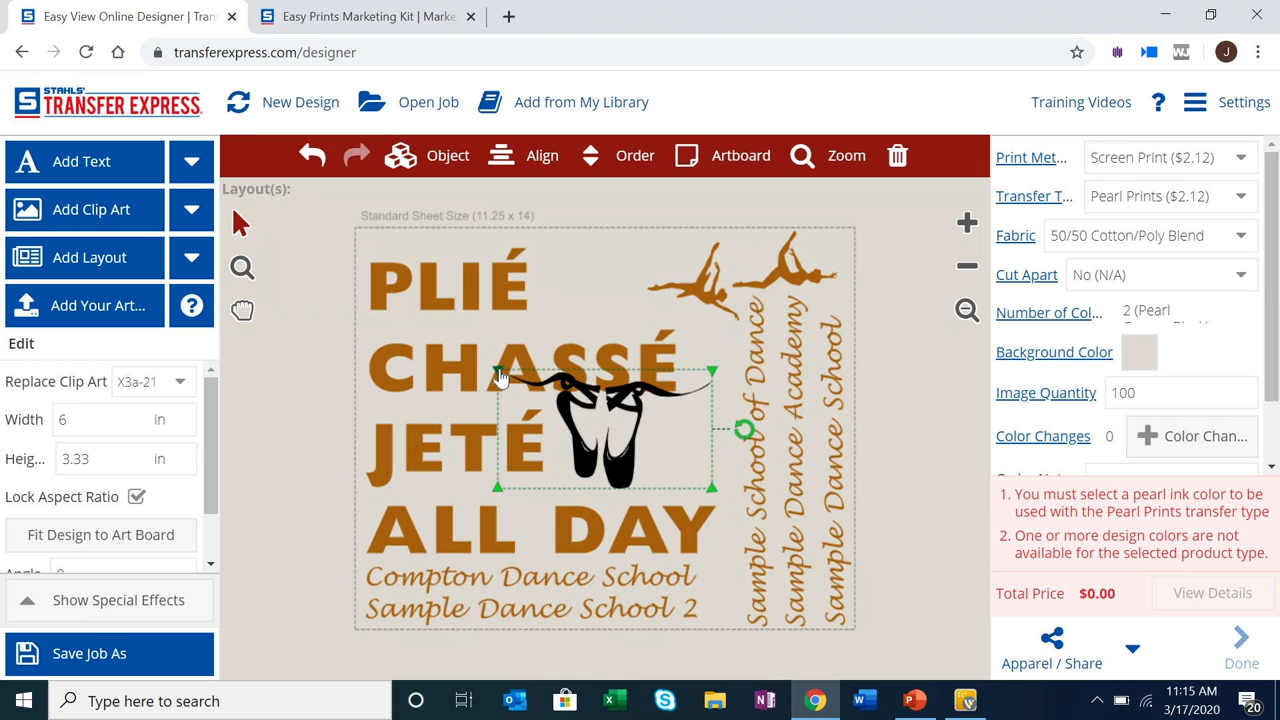 Easy View Online Designer | Tran
Easy Prints Marketing Kit | Marke
transferexpress.com/designer
WJ
J
STAHLS'
TRANSFER EXPRESS
New Design
Open Job
Add from My Library
Training Videos
?
Settings
Add Text
Object
Align
Order
Artboard
Zoom
Print Met...
Screen Print ($2.12)
Layout(s):
Transfer T...
Pearl Prints ($2.12)
Add Clip Art
Standard Sheet Size (11.25 x 14)
Fabric
50/50 Cotton/Poly Blend
Add Layout
Cut Apart
No (N/A)
Add Your Art...
?
Number of Col...
2 (Pearl
Edit
Background Color
Replace Clip Art
X3a-21
Image Quantity
100
Width
6
in
Color Changes
0
Color Chan...
Heig...
3.33
in
Lock Aspect Ratio
Fit Design to Art Board
Show Special Effects
Save Job As
PLIÉ
CHASSÉ
JETÉ
ALL DAY
Compton Dance School
Sample Dance School 2
Sample School of Dance
Sample Dance Academy
Sample Dance School
1. You must select a pearl ink color to be
used with the Pearl Prints transfer type
2. One or more design colors are not
available for the selected product type.
Total Price
$0.00
View Details
Apparel / Share
Done
Type here to search
11:15 AM
3/17/2020
20